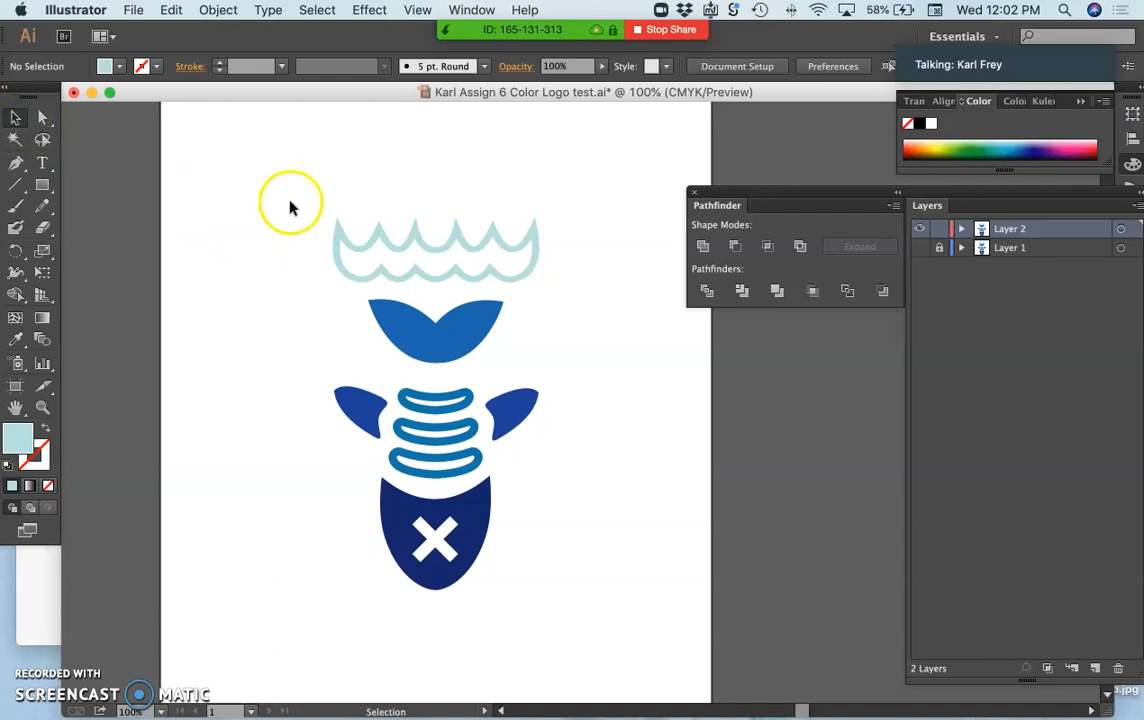 Illustrator File Edit Object Type Select Effect View Window Help
58% Wed 12:02 PM
ID: 165-131-313 Stop Share
Ai Br Essentials
Talking: Karl Frey
No Selection Stroke: 5 pt. Round Opacity: 100% Style: Document Setup Preferences
Karl Assign 6 Color Logo test.ai* @ 100% (CMYK/Preview)
Tran Align Color Colo Kuler
Pathfinder
Shape Modes:
Expand
Pathfinders:
Layers
Layer 2
Layer 1
2 Layers
RECORDED WITH
SCREENCAST MATIC
100% 1 Selection
o.jpg